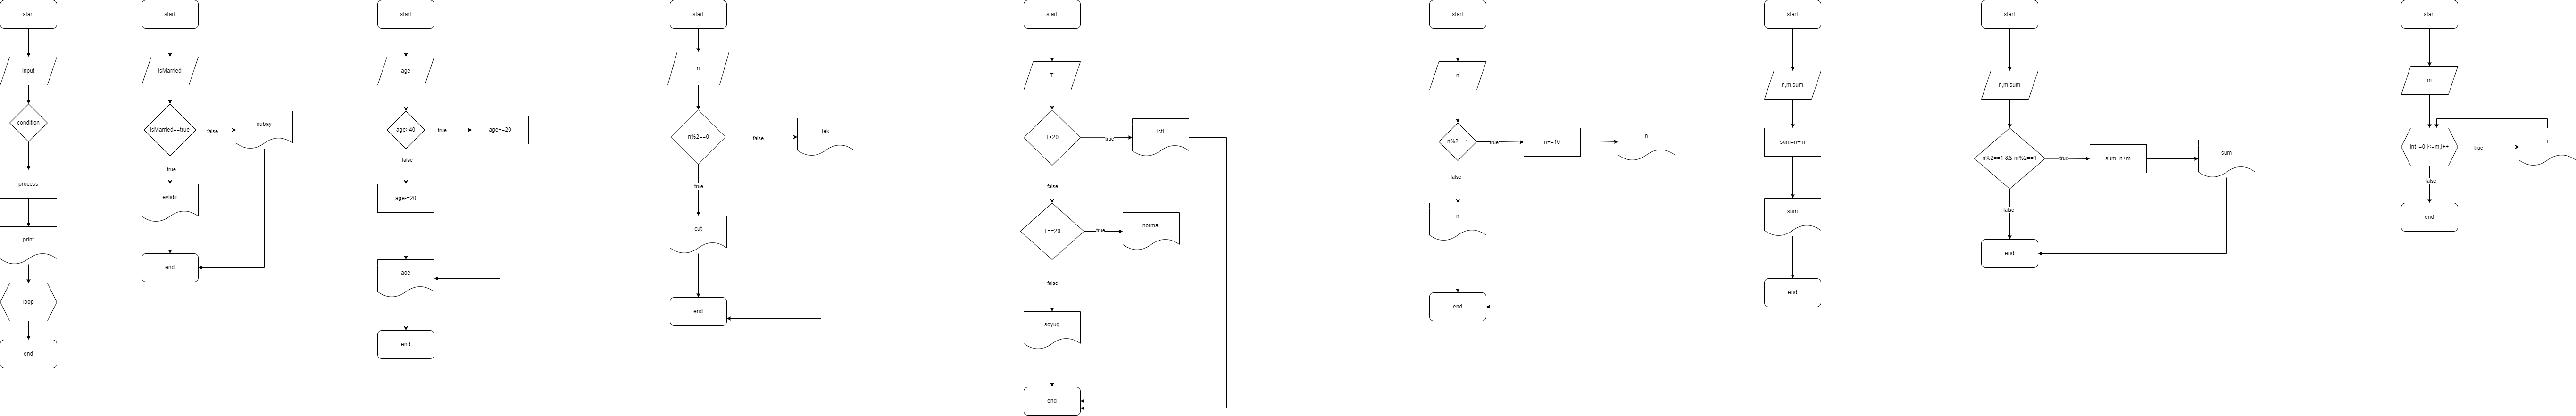 start
input
condition
process
print
loop
end
start
isMarried
isMarried==true
false
subay
true
evlidir
end
start
age
age>40
true
age+=20
false
age-=20
age
end
start
n
n%2==0
false
tek
true
cut
end
start
T
T>20
true
isti
false
T==20
true
normal
false
soyug
end
start
n
n%2==1
true
n+=10
n
false
n
end
start
n,m,sum
sum=n+m
sum
end
start
n,m,sum
n%2==1 && m%2==1
true
sum=n+m
sum
false
end
start
m
int i=0,i<=m,i++
true
i
false
end